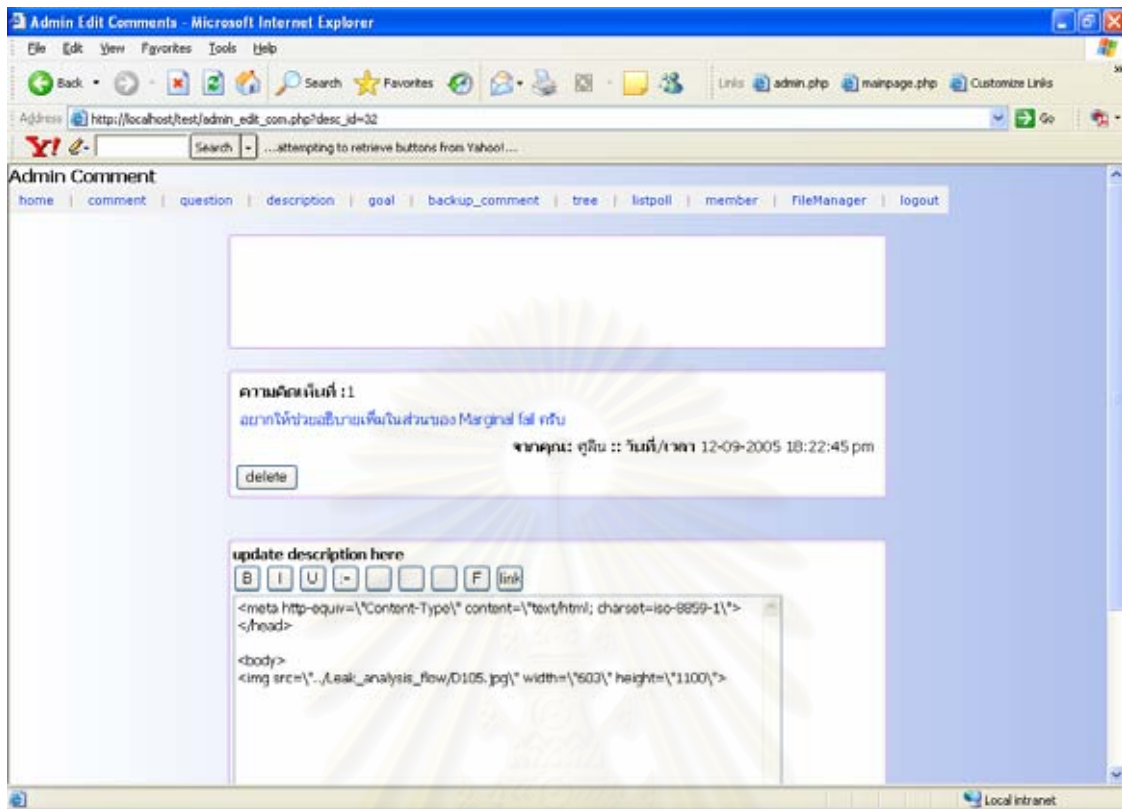 Admin Edit Comments - Microsoft Internet Explorer
File Edit View Favorites Tools Help
Back Search Favorites Links admin.php mainpage.php Customize Links
Address http://localhost/test/admin_edit_com.php?desc_id=32 Go
Y! Search ...attempting to retrieve buttons from Yahoo!...
Admin Comment
home | comment | question | description | goal | backup_comment | tree | listpoll | member | FileManager | logout
ความคิดเห็นที่ :1
อยากให้ช่วยอธิบายเพิ่มในส่วนของ Marginal fail ครับ
จากคุณ: ศูลิน :: วันที่/เวลา 12-09-2005 18:22:45 pm
delete
update description here
B I U :- F link
<meta http-equiv=\"Content-Type\" content=\"text/html; charset=iso-8859-1\">
</head>
<body>
<img src=\"../Leak_analysis_flow/D105.jpg\" width=\"603\" height=\"1100\">
Local intranet